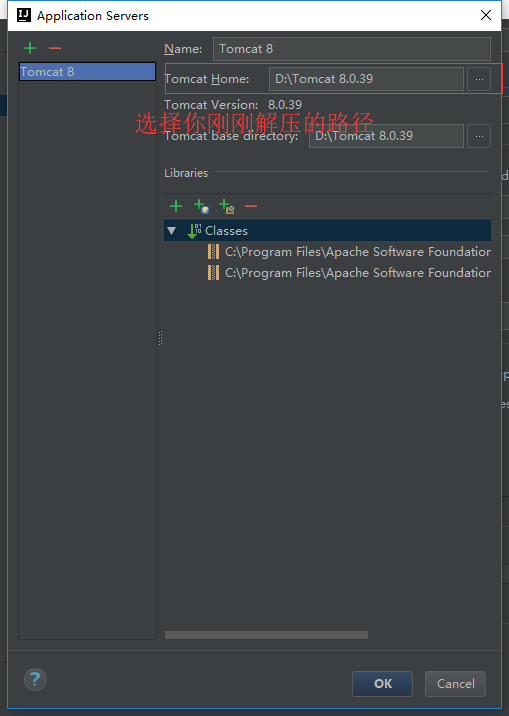 Application Servers
Name: Tomcat 8
Tomcat 8
Tomcat Home: D:\Tomcat 8.0.39
Tomcat Version: 8.0.39
选择你刚刚解压的路径
Tomcat base directory: D:\Tomcat 8.0.39
Libraries
Classes
C:\Program Files\Apache Software Foundation
C:\Program Files\Apache Software Foundation
OK
Cancel